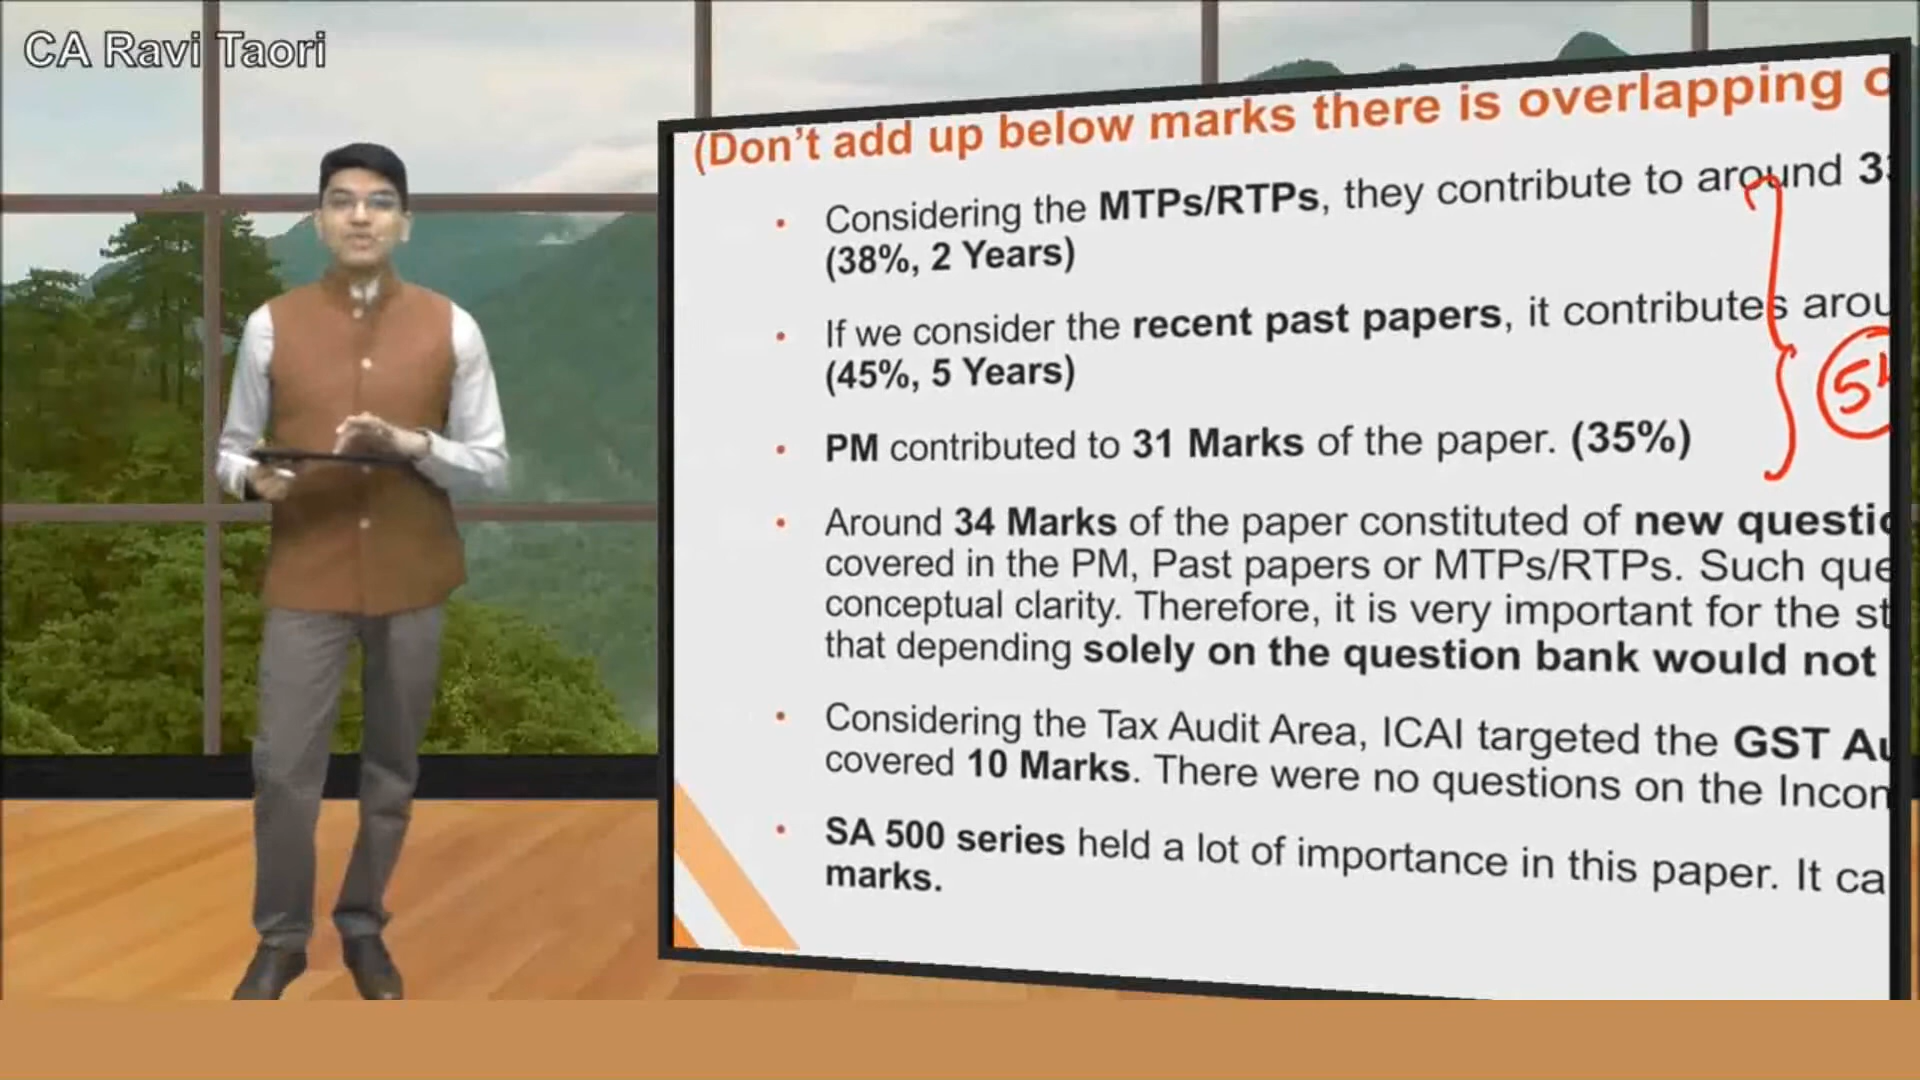 CA Ravi Taori
(Don't add up below marks there is overlapping
• Considering the MTPs/RTPs, they contribute to around
(38%, 2 Years)
• If we consider the recent past papers, it contributes
(45%, 5 Years)
• PM contributed to 31 Marks of the paper. (35%)
• Around 34 Marks of the paper constituted of new
covered in the PM, Past papers or MTPs/RTPs. Such
conceptual clarity. Therefore, it is very important for the
that depending solely on the question bank would not
• Considering the Tax Audit Area, ICAI targeted the GST
covered 10 Marks. There were no questions on the
• SA 500 series held a lot of importance in this paper. It
marks.